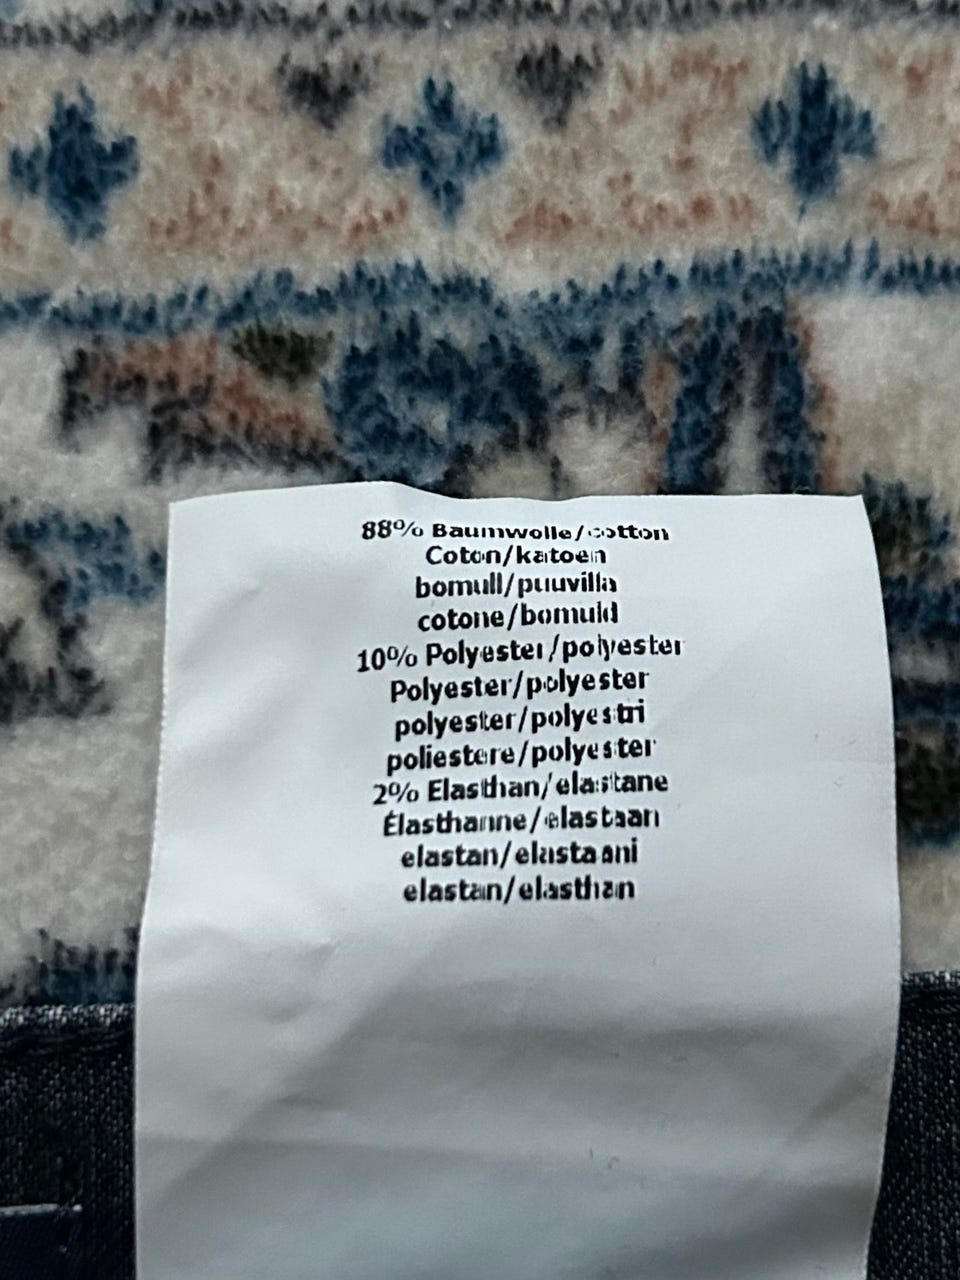 88% Baumwolle/cotton
Coton/katoen
bomull/puuvilla
cotone/bomuld
10% Polyester/polyester
Polyester/polyester
polyester/polyestri
poliestere/polyester
2% Elasthan/elastane
Élasthanne/elastaan
elastan/elastaani
elastan/elasthan